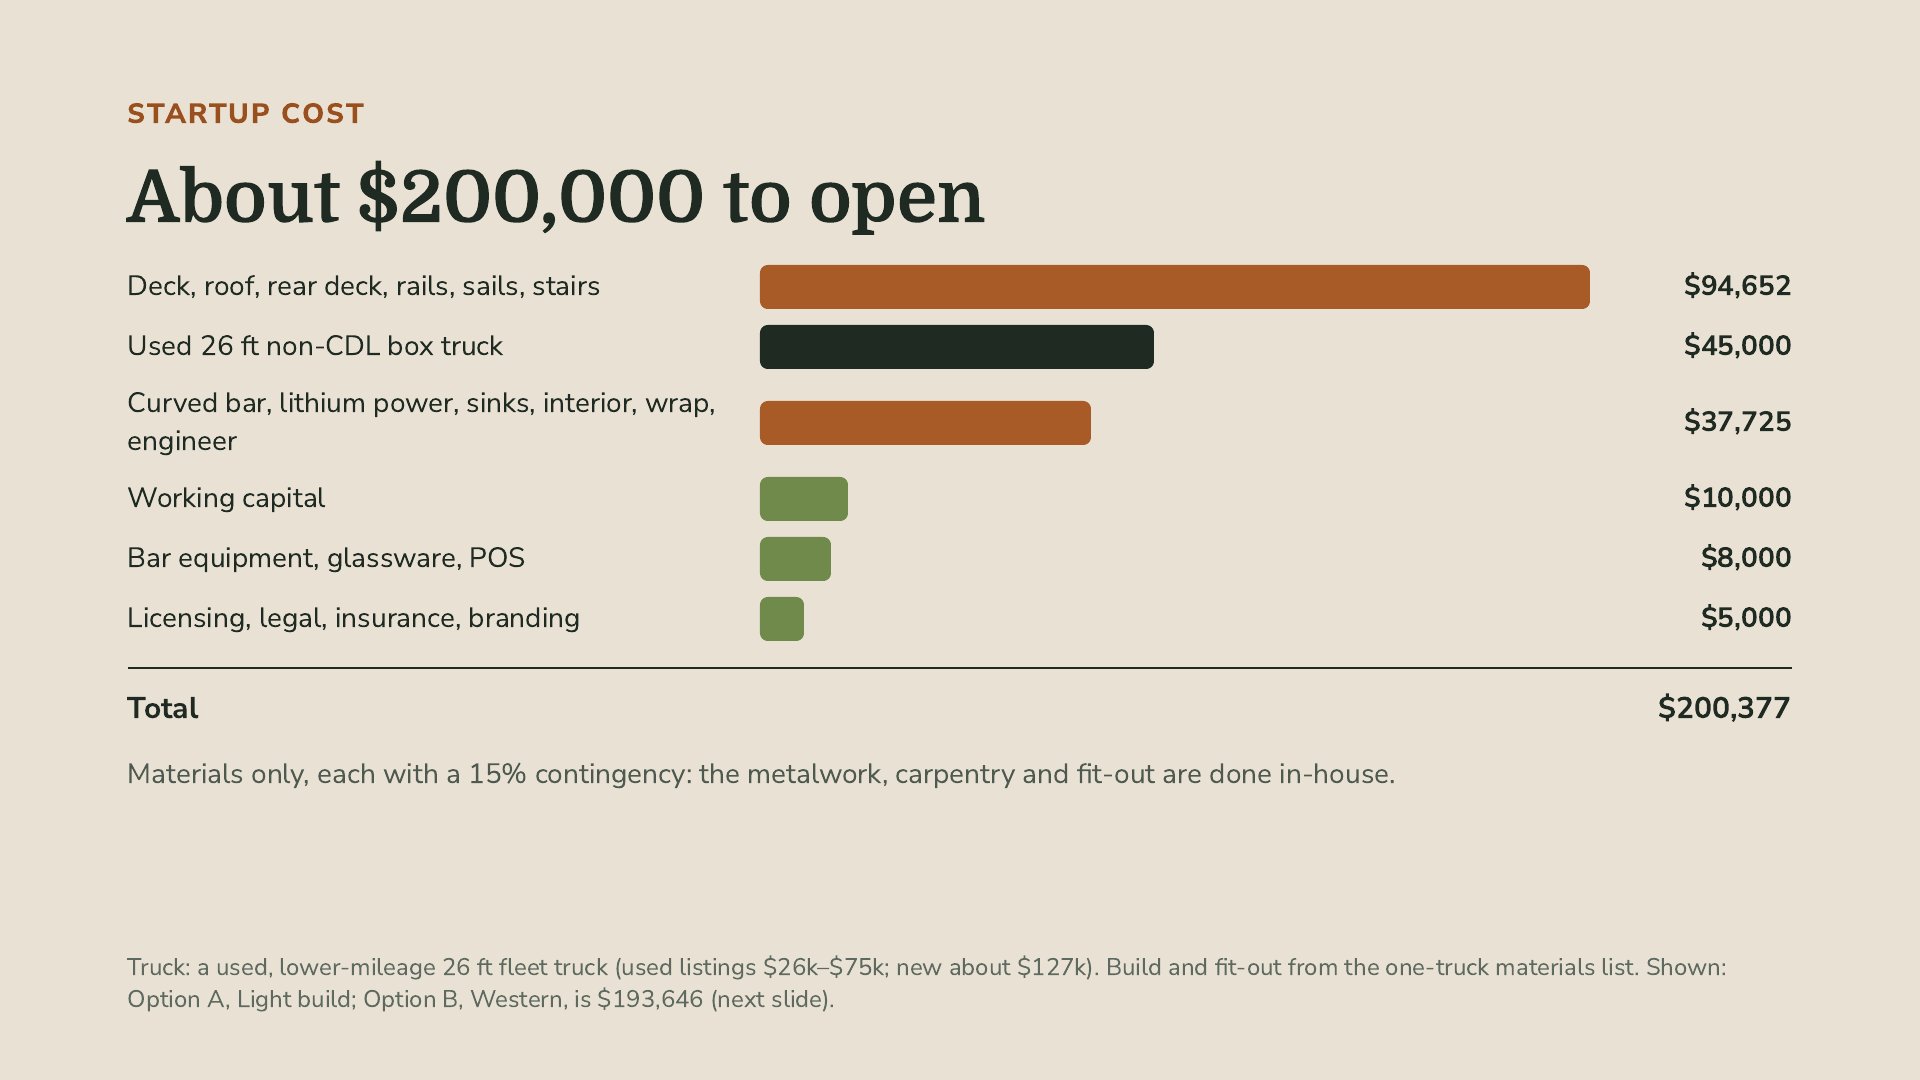 STARTUP COST
About $200,000 to open
Deck, roof, rear deck, rails, sails, stairs $94,652
Used 26 ft non-CDL box truck $45,000
Curved bar, lithium power, sinks, interior, wrap,
engineer $37,725
Working capital $10,000
Bar equipment, glassware, POS $8,000
Licensing, legal, insurance, branding $5,000
Total $200,377
Materials only, each with a 15% contingency: the metalwork, carpentry and fit-out are done in-house.
Truck: a used, lower-mileage 26 ft fleet truck (used listings $26k–$75k; new about $127k). Build and fit-out from the one-truck materials list. Shown:
Option A, Light build; Option B, Western, is $193,646 (next slide).